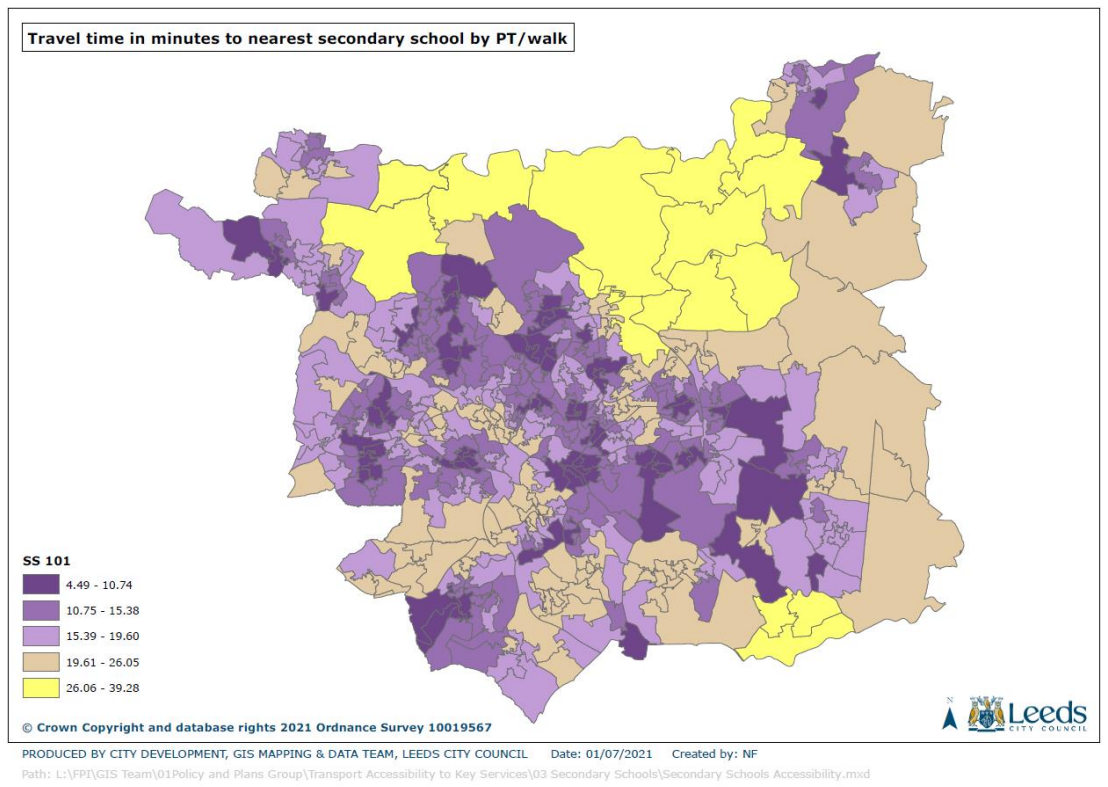 Travel time in minutes to nearest secondary school by PT/walk
SS 101
4.49 - 10.74
10.75 - 15.38
15.39 - 19.60
19.61 - 26.05
26.06 - 39.28
N
Leeds
CITY COUNCIL
© Crown Copyright and database rights 2021 Ordnance Survey 10019567
PRODUCED BY CITY DEVELOPMENT, GIS MAPPING & DATA TEAM, LEEDS CITY COUNCIL Date: 01/07/2021 Created by: NF
Path: L:\FPI\GIS Team\01Policy and Plans Group\Transport Accessibility to Key Services\03 Secondary Schools\Secondary Schools Accessibility.mxd